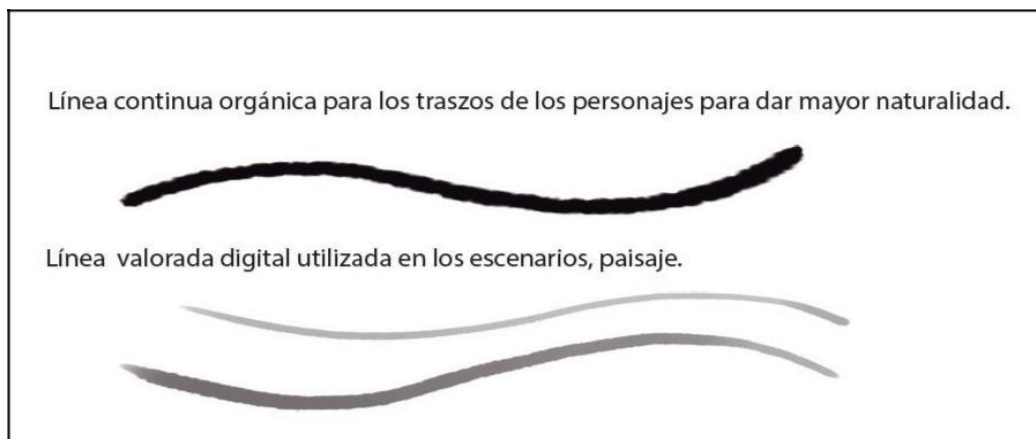 Línea continua orgánica para los traszos de los personajes para dar mayor naturalidad.
Línea valorada digital utilizada en los escenarios, paisaje.